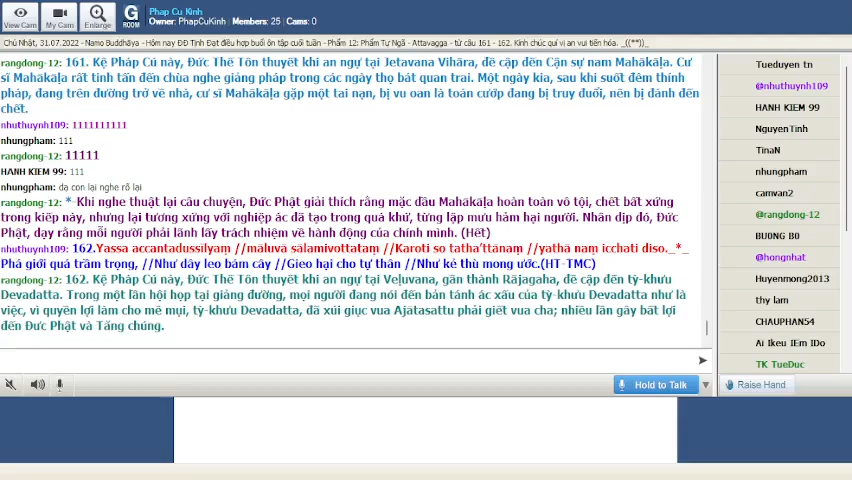 Phap Cu Kinh
Owner: PhapCuKinh | Members: 25 | Cams: 0
View Cam
My Cam
Enlarge
G
ROOM
Chủ Nhật, 31.07.2022 - Namo Buddhāya - Hôm nay ĐĐ Tịnh Đạt điều hợp buổi ôn tập cuối tuần - Phẩm 12: Phẩm Tự Ngã - Attavagga - từ câu 161 - 162. Kính chúc quí vị an vui tiến hóa. _((**))_
rangdong-12: 161. Kệ Pháp Cú này, Đức Thế Tôn thuyết khi an ngự tại Jetavana Vihāra, đề cập đến Cận sự nam Mahākāḷa. Cư
sĩ Mahākāḷa rất tinh tấn đến chùa nghe giảng pháp trong các ngày thọ bát quan trai. Một ngày kia, sau khi suốt đêm thính
pháp, đang trên đường trở về nhà, cư sĩ Mahākāḷa gặp một tai nạn, bị vu oan là toán cướp đang bị truy đuổi, nên bị đánh đến
chết.
nhuthuynh109: 1111111111
nhungpham: 111
rangdong-12: 11111
HANH KIEM 99: 111
nhungpham: dạ con lại nghe rõ lại
rangdong-12: *-Khi nghe thuật lại câu chuyện, Đức Phật giải thích rằng mặc dầu Mahākāḷa hoàn toàn vô tội, chết bất xứng
trong kiếp này, nhưng lại tương xứng với nghiệp ác đã tạo trong quá khứ, từng lập mưu hãm hại người. Nhân dịp đó, Đức
Phật, dạy rằng mỗi người phải lãnh lấy trách nhiệm về hành động của chính mình. (Hết)
nhuthuynh109: 162.Yassa accantadussīlyaṃ //māluvā sālamivottataṃ //Karoti so tatha'ttānaṃ //yathā naṃ icchati diso._*_
Phá giới quá trầm trọng, //Như dây leo bám cây //Gieo hại cho tự thân //Như kẻ thù mong ước.(HT-TMC)
rangdong-12: 162. Kệ Pháp Cú này, Đức Thế Tôn thuyết khi an ngự tại Veḷuvana, gần thành Rājagaha, đề cập đến tỳ-khưu
Devadatta. Trong một lần hội họp tại giảng đường, mọi người đang nói đến bản tánh ác xấu của tỳ-khưu Devadatta như là
việc, vì quyền lợi làm cho mê mụi, tỳ-khưu Devadatta, đã xúi giục vua Ajatasattu phải giết vua cha; nhiều lần gây bất lợi
đến Đức Phật và Tăng chúng.
Tueduyen tn
@nhuthuynh109
HANH KIEM 99
NguyenTinh
TinaN
nhungpham
camvan2
@rangdong-12
BU0NG B0
@hongnhat
Huyenmong2013
thy lam
CHAUPHAN54
Ai Ikeu IEm IDo
TK TueDuc
Hold to Talk
Raise Hand